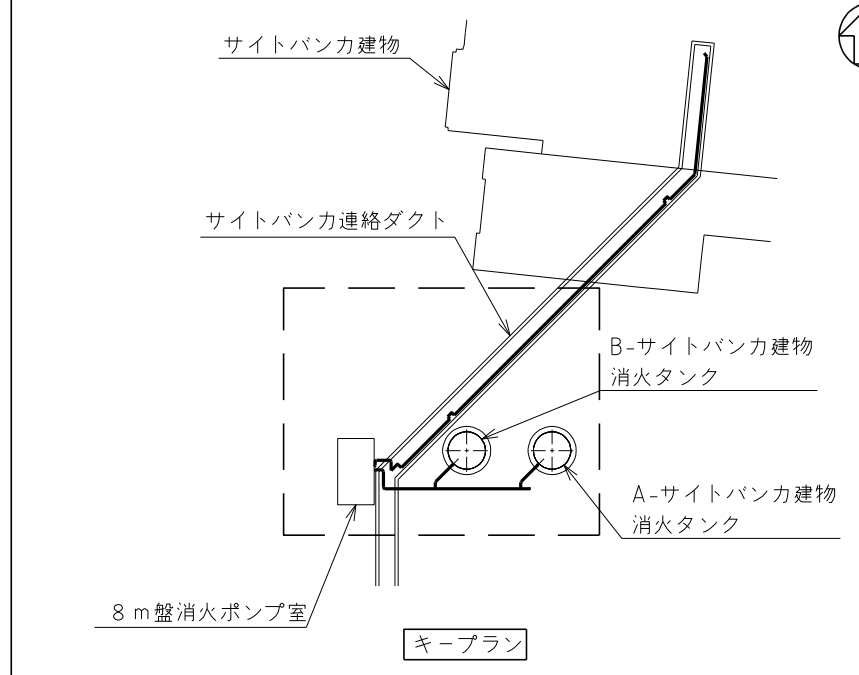 サイトバンカ建物
サイトバンカ連絡ダクト
B-サイトバンカ建物
消火タンク
A-サイトバンカ建物
消火タンク
8m盤消火ポンプ室
キープラン